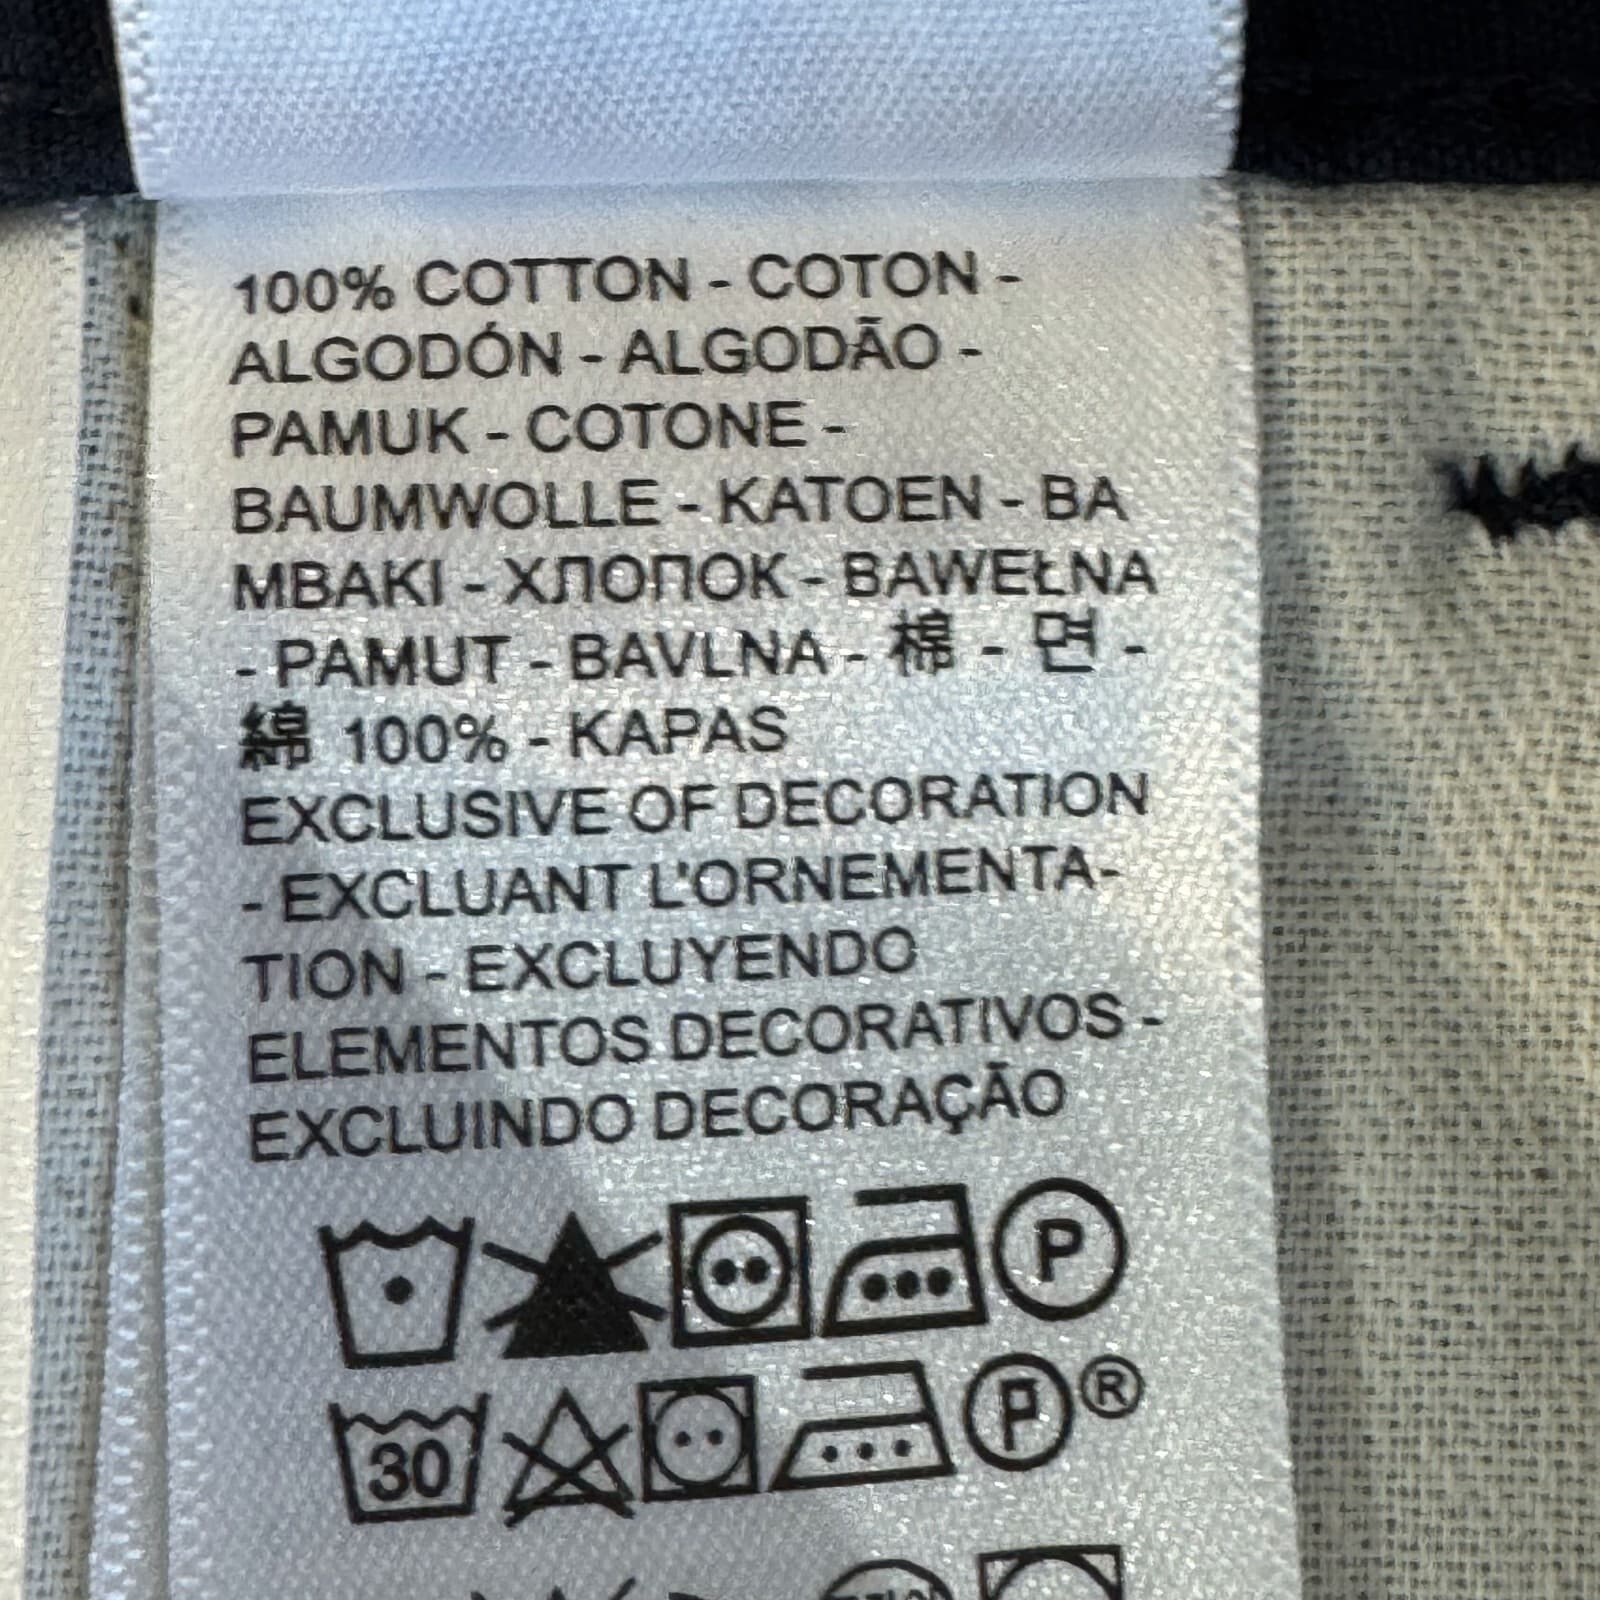 100% COTTON - COTON -
ALGODÓN - ALGODÃO -
PAMUK - COTONE -
BAUMWOLLE - KATOEN - BA
MBAKI - ХЛОПОК - BAWEŁNA
- PAMUT - BAVLNA - 棉 - 면 -
綿 100% - KAPAS
EXCLUSIVE OF DECORATION
- EXCLUANT L'ORNEMENTA-
TION - EXCLUYENDO
ELEMENTOS DECORATIVOS -
EXCLUINDO DECORAÇÃO
P
30 P ®